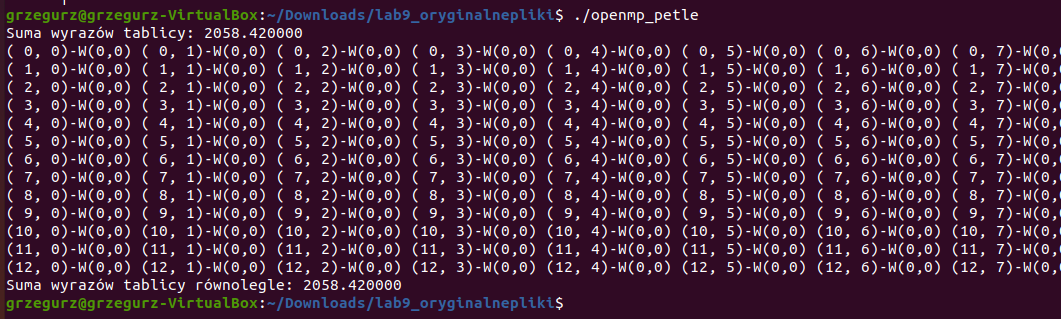 grzegurz@grzegurz-VirtualBox:~/Downloads/lab9_oryginalnepliki$ ./openmp_petle
Suma wyrazów tablicy: 2058.420000
( 0, 0)-W(0,0) ( 0, 1)-W(0,0) ( 0, 2)-W(0,0) ( 0, 3)-W(0,0) ( 0, 4)-W(0,0) ( 0, 5)-W(0,0) ( 0, 6)-W(0,0) ( 0, 7)-W(0,0
( 1, 0)-W(0,0) ( 1, 1)-W(0,0) ( 1, 2)-W(0,0) ( 1, 3)-W(0,0) ( 1, 4)-W(0,0) ( 1, 5)-W(0,0) ( 1, 6)-W(0,0) ( 1, 7)-W(0,0
( 2, 0)-W(0,0) ( 2, 1)-W(0,0) ( 2, 2)-W(0,0) ( 2, 3)-W(0,0) ( 2, 4)-W(0,0) ( 2, 5)-W(0,0) ( 2, 6)-W(0,0) ( 2, 7)-W(0,0
( 3, 0)-W(0,0) ( 3, 1)-W(0,0) ( 3, 2)-W(0,0) ( 3, 3)-W(0,0) ( 3, 4)-W(0,0) ( 3, 5)-W(0,0) ( 3, 6)-W(0,0) ( 3, 7)-W(0,0
( 4, 0)-W(0,0) ( 4, 1)-W(0,0) ( 4, 2)-W(0,0) ( 4, 3)-W(0,0) ( 4, 4)-W(0,0) ( 4, 5)-W(0,0) ( 4, 6)-W(0,0) ( 4, 7)-W(0,0
( 5, 0)-W(0,0) ( 5, 1)-W(0,0) ( 5, 2)-W(0,0) ( 5, 3)-W(0,0) ( 5, 4)-W(0,0) ( 5, 5)-W(0,0) ( 5, 6)-W(0,0) ( 5, 7)-W(0,0
( 6, 0)-W(0,0) ( 6, 1)-W(0,0) ( 6, 2)-W(0,0) ( 6, 3)-W(0,0) ( 6, 4)-W(0,0) ( 6, 5)-W(0,0) ( 6, 6)-W(0,0) ( 6, 7)-W(0,0
( 7, 0)-W(0,0) ( 7, 1)-W(0,0) ( 7, 2)-W(0,0) ( 7, 3)-W(0,0) ( 7, 4)-W(0,0) ( 7, 5)-W(0,0) ( 7, 6)-W(0,0) ( 7, 7)-W(0,0
( 8, 0)-W(0,0) ( 8, 1)-W(0,0) ( 8, 2)-W(0,0) ( 8, 3)-W(0,0) ( 8, 4)-W(0,0) ( 8, 5)-W(0,0) ( 8, 6)-W(0,0) ( 8, 7)-W(0,0
( 9, 0)-W(0,0) ( 9, 1)-W(0,0) ( 9, 2)-W(0,0) ( 9, 3)-W(0,0) ( 9, 4)-W(0,0) ( 9, 5)-W(0,0) ( 9, 6)-W(0,0) ( 9, 7)-W(0,0
(10, 0)-W(0,0) (10, 1)-W(0,0) (10, 2)-W(0,0) (10, 3)-W(0,0) (10, 4)-W(0,0) (10, 5)-W(0,0) (10, 6)-W(0,0) (10, 7)-W(0,0
(11, 0)-W(0,0) (11, 1)-W(0,0) (11, 2)-W(0,0) (11, 3)-W(0,0) (11, 4)-W(0,0) (11, 5)-W(0,0) (11, 6)-W(0,0) (11, 7)-W(0,0
(12, 0)-W(0,0) (12, 1)-W(0,0) (12, 2)-W(0,0) (12, 3)-W(0,0) (12, 4)-W(0,0) (12, 5)-W(0,0) (12, 6)-W(0,0) (12, 7)-W(0,0
Suma wyrazów tablicy równolegle: 2058.420000
grzegurz@grzegurz-VirtualBox:~/Downloads/lab9_oryginalnepliki$